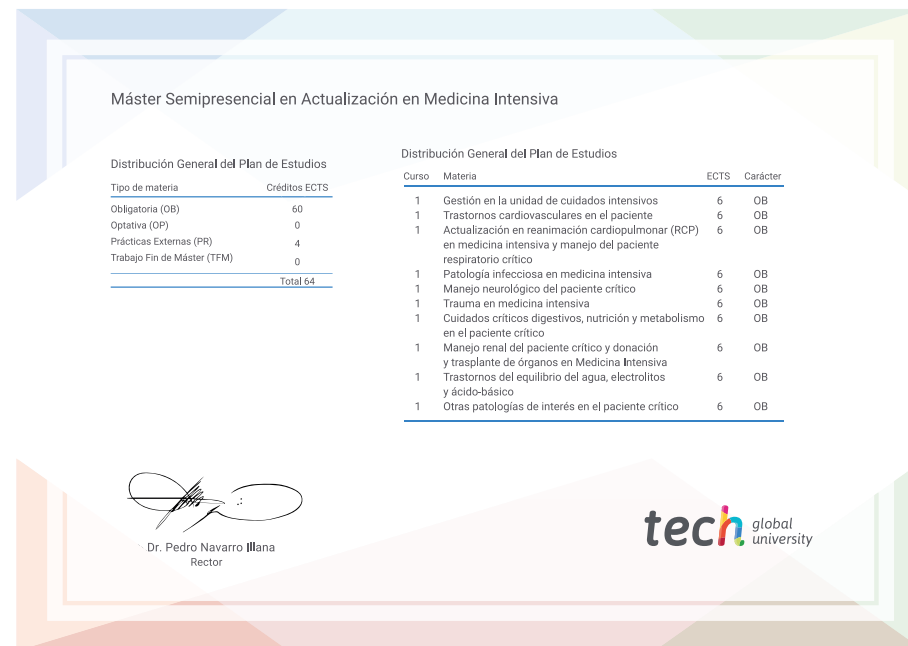 Máster Semipresencial en Actualización en Medicina Intensiva
Distribución General del Plan de Estudios
Tipo de materia Créditos ECTS
Obligatoria (OB) 60
Optativa (OP) 0
Prácticas Externas (PR) 4
Trabajo Fin de Máster (TFM) 0
Total 64
Distribución General del Plan de Estudios
Curso Materia ECTS Carácter
1 Gestión en la unidad de cuidados intensivos 6 OB
1 Trastornos cardiovasculares en el paciente 6 OB
1 Actualización en reanimación cardiopulmonar (RCP) 6 OB
en medicina intensiva y manejo del paciente
respiratorio crítico
1 Patología infecciosa en medicina intensiva 6 OB
1 Manejo neurológico del paciente crítico 6 OB
1 Trauma en medicina intensiva 6 OB
1 Cuidados críticos digestivos, nutrición y metabolismo 6 OB
en el paciente crítico
1 Manejo renal del paciente crítico y donación 6 OB
y trasplante de órganos en Medicina Intensiva
1 Trastornos del equilibrio del agua, electrolitos 6 OB
y ácido-básico
1 Otras patologías de interés en el paciente crítico 6 OB
Dr. Pedro Navarro Illana
Rector
tech global
university